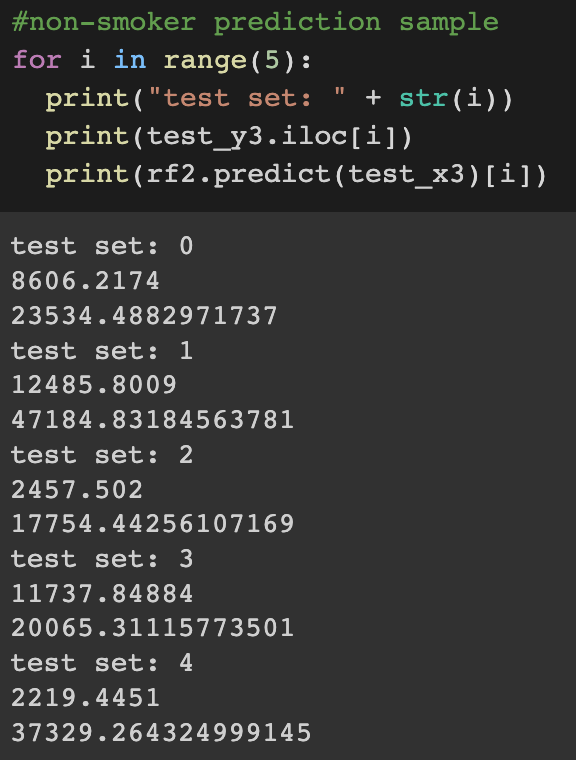 #non-smoker prediction sample
for i in range(5):
  print("test set: " + str(i))
  print(test_y3.iloc[i])
  print(rf2.predict(test_x3)[i])
test set: 0
8606.2174
23534.4882971737
test set: 1
12485.8009
47184.83184563781
test set: 2
2457.502
17754.44256107169
test set: 3
11737.84884
20065.31115773501
test set: 4
2219.4451
37329.264324999145